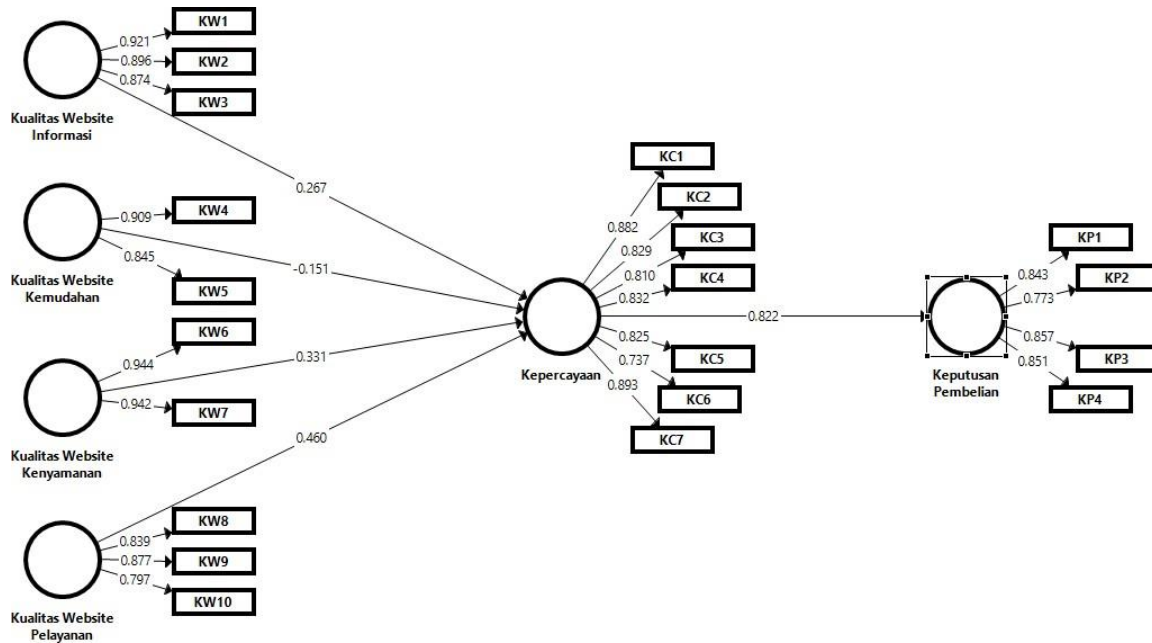 KW1
0.921
0.896
KW2
0.874
KW3
Kualitas Website
Informasi
0.267
KW4
0.909
0.845
KW5
Kualitas Website
Kemudahan
-0.151
KW6
0.944
0.942
KW7
Kualitas Website
Kenyamanan
0.331
0.460
KW8
0.839
0.877
KW9
0.797
KW10
Kualitas Website
Pelayanan
KC1
KC2
0.882
0.829
KC3
0.810
KC4
0.832
0.825
KC5
0.737
KC6
0.893
KC7
Kepercayaan
0.822
KP1
0.843
KP2
0.773
0.857
KP3
0.851
KP4
Keputusan
Pembelian